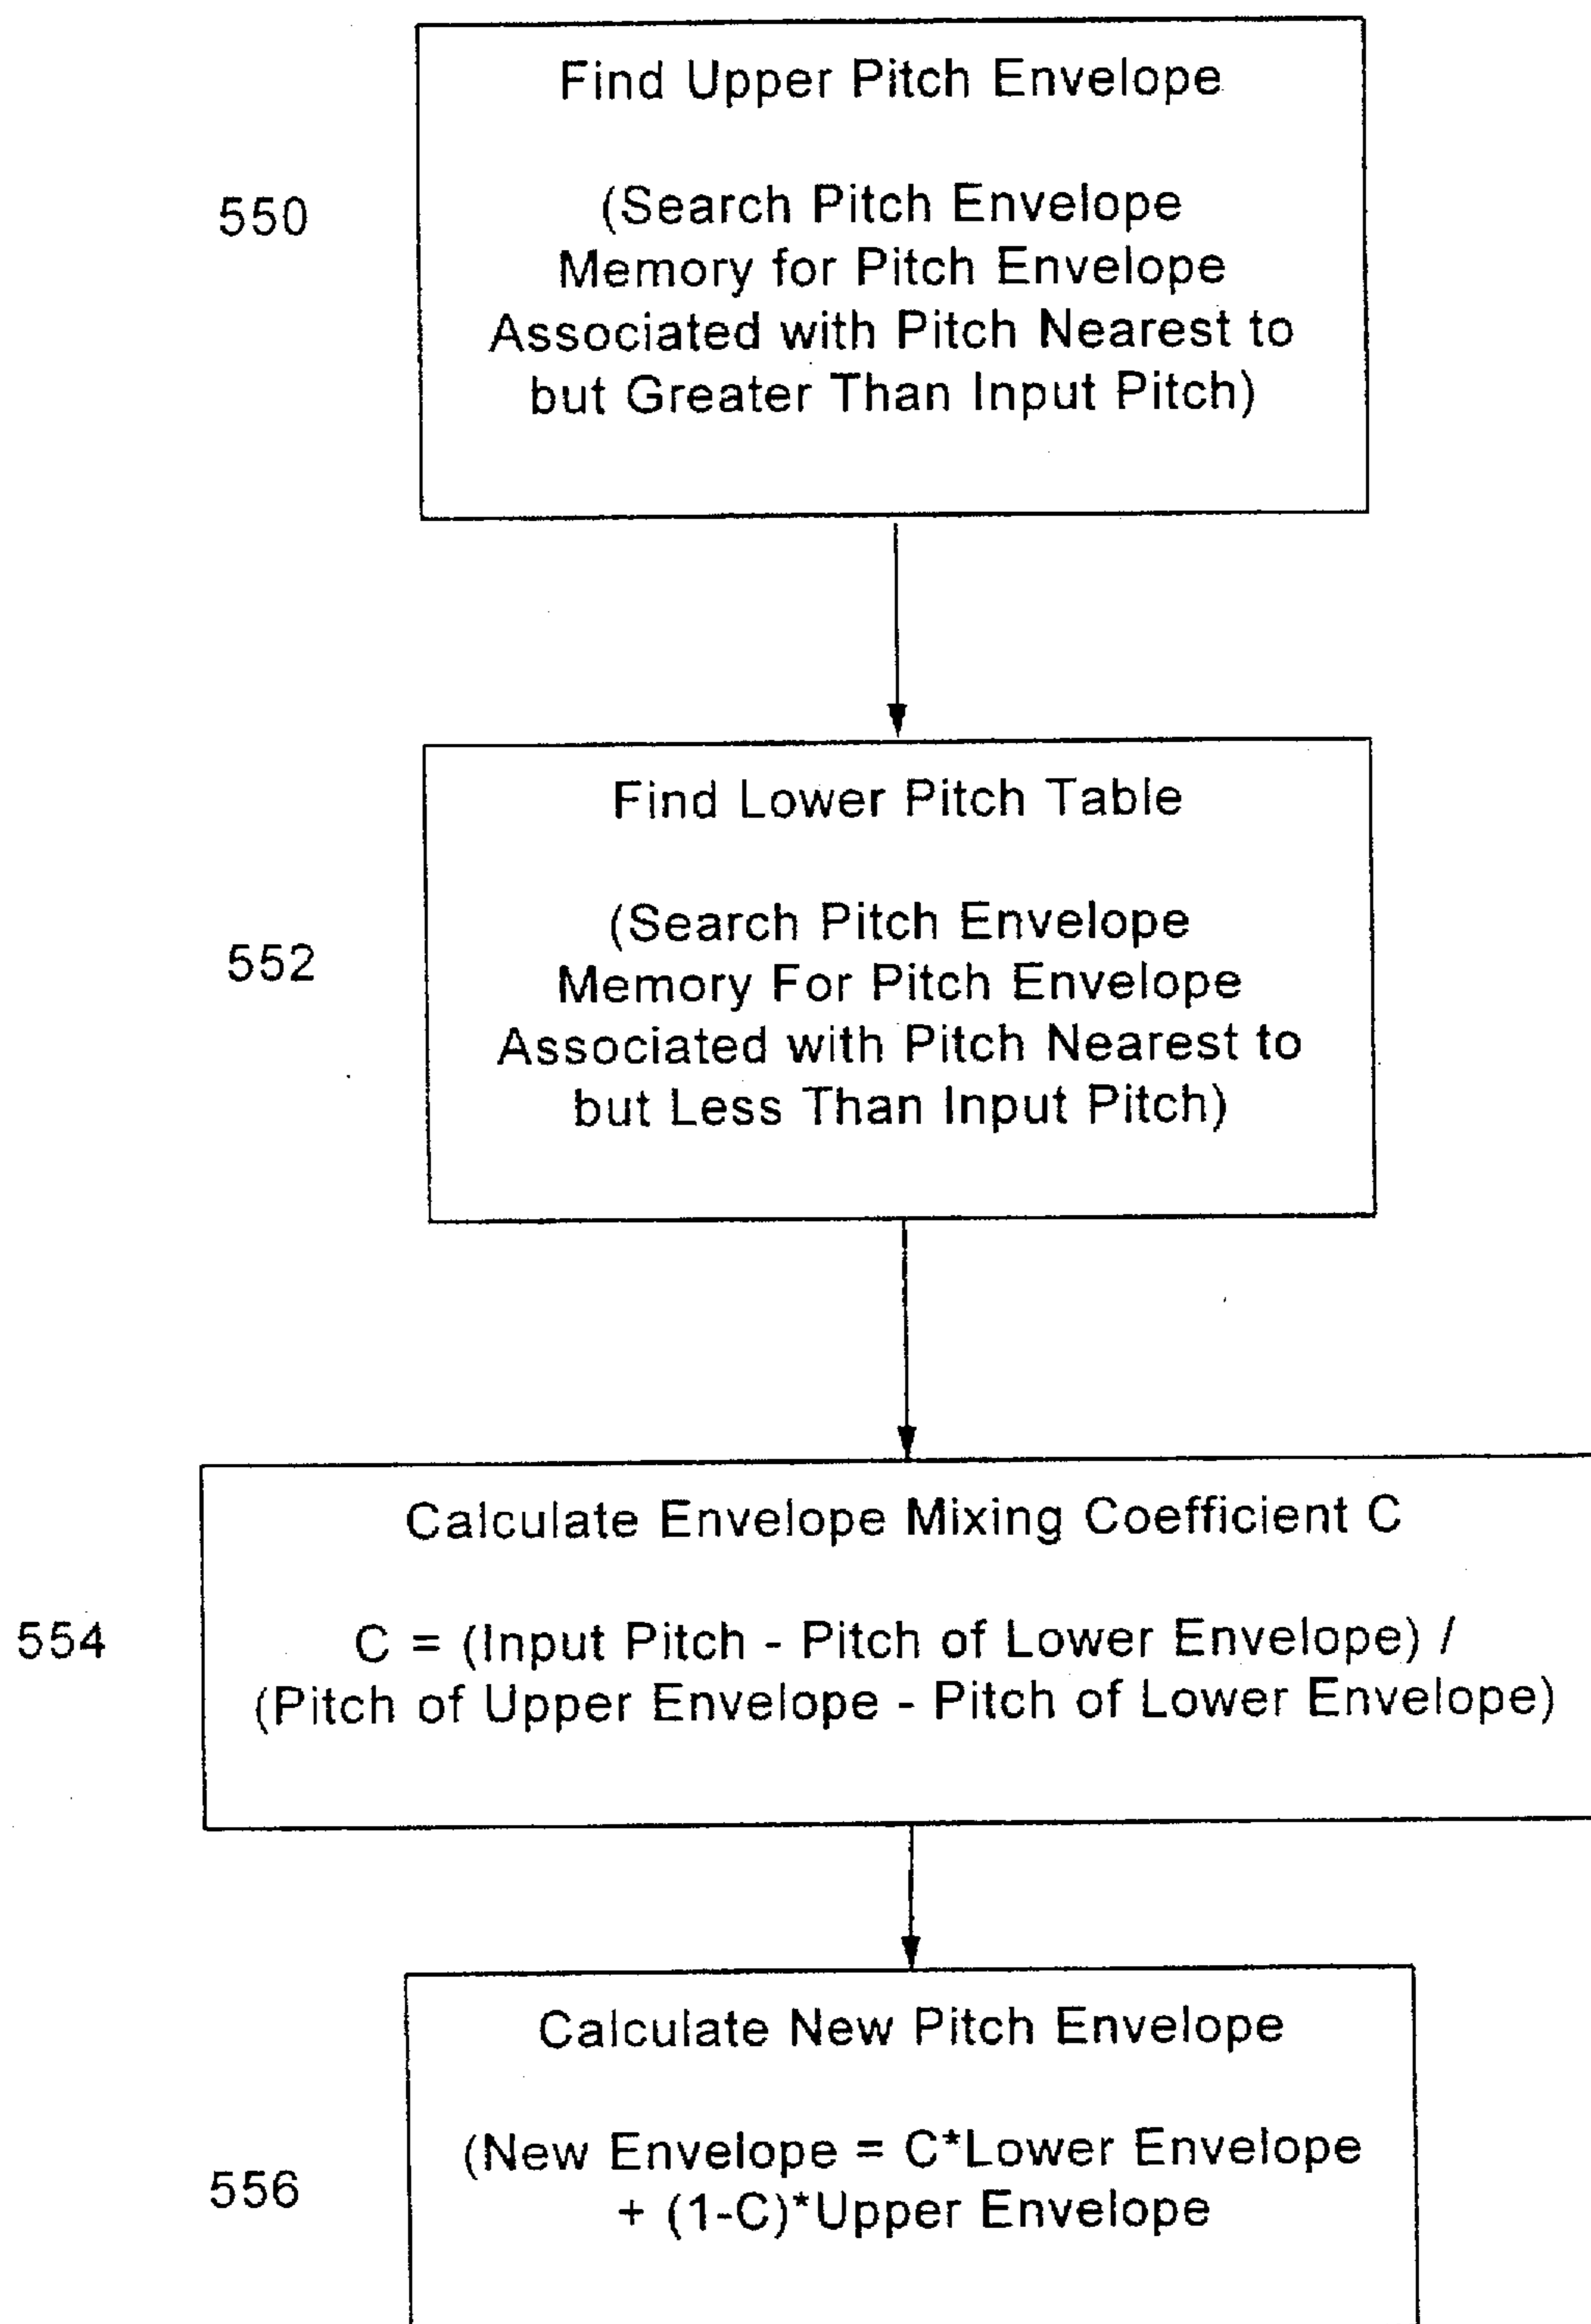 Find Upper Pitch Envelope
550
(Search Pitch Envelope
Memory for Pitch Envelope
Associated with Pitch Nearest to
but Greater Than Input Pitch)
Find Lower Pitch Table
552
(Search Pitch Envelope
Memory For Pitch Envelope
Associated with Pitch Nearest to
but Less Than Input Pitch)
Calculate Envelope Mixing Coefficient C
554
C = (Input Pitch - Pitch of Lower Envelope) /
(Pitch of Upper Envelope - Pitch of Lower Envelope)
Calculate New Pitch Envelope
556
(New Envelope = C*Lower Envelope
+ (1-C)*Upper Envelope